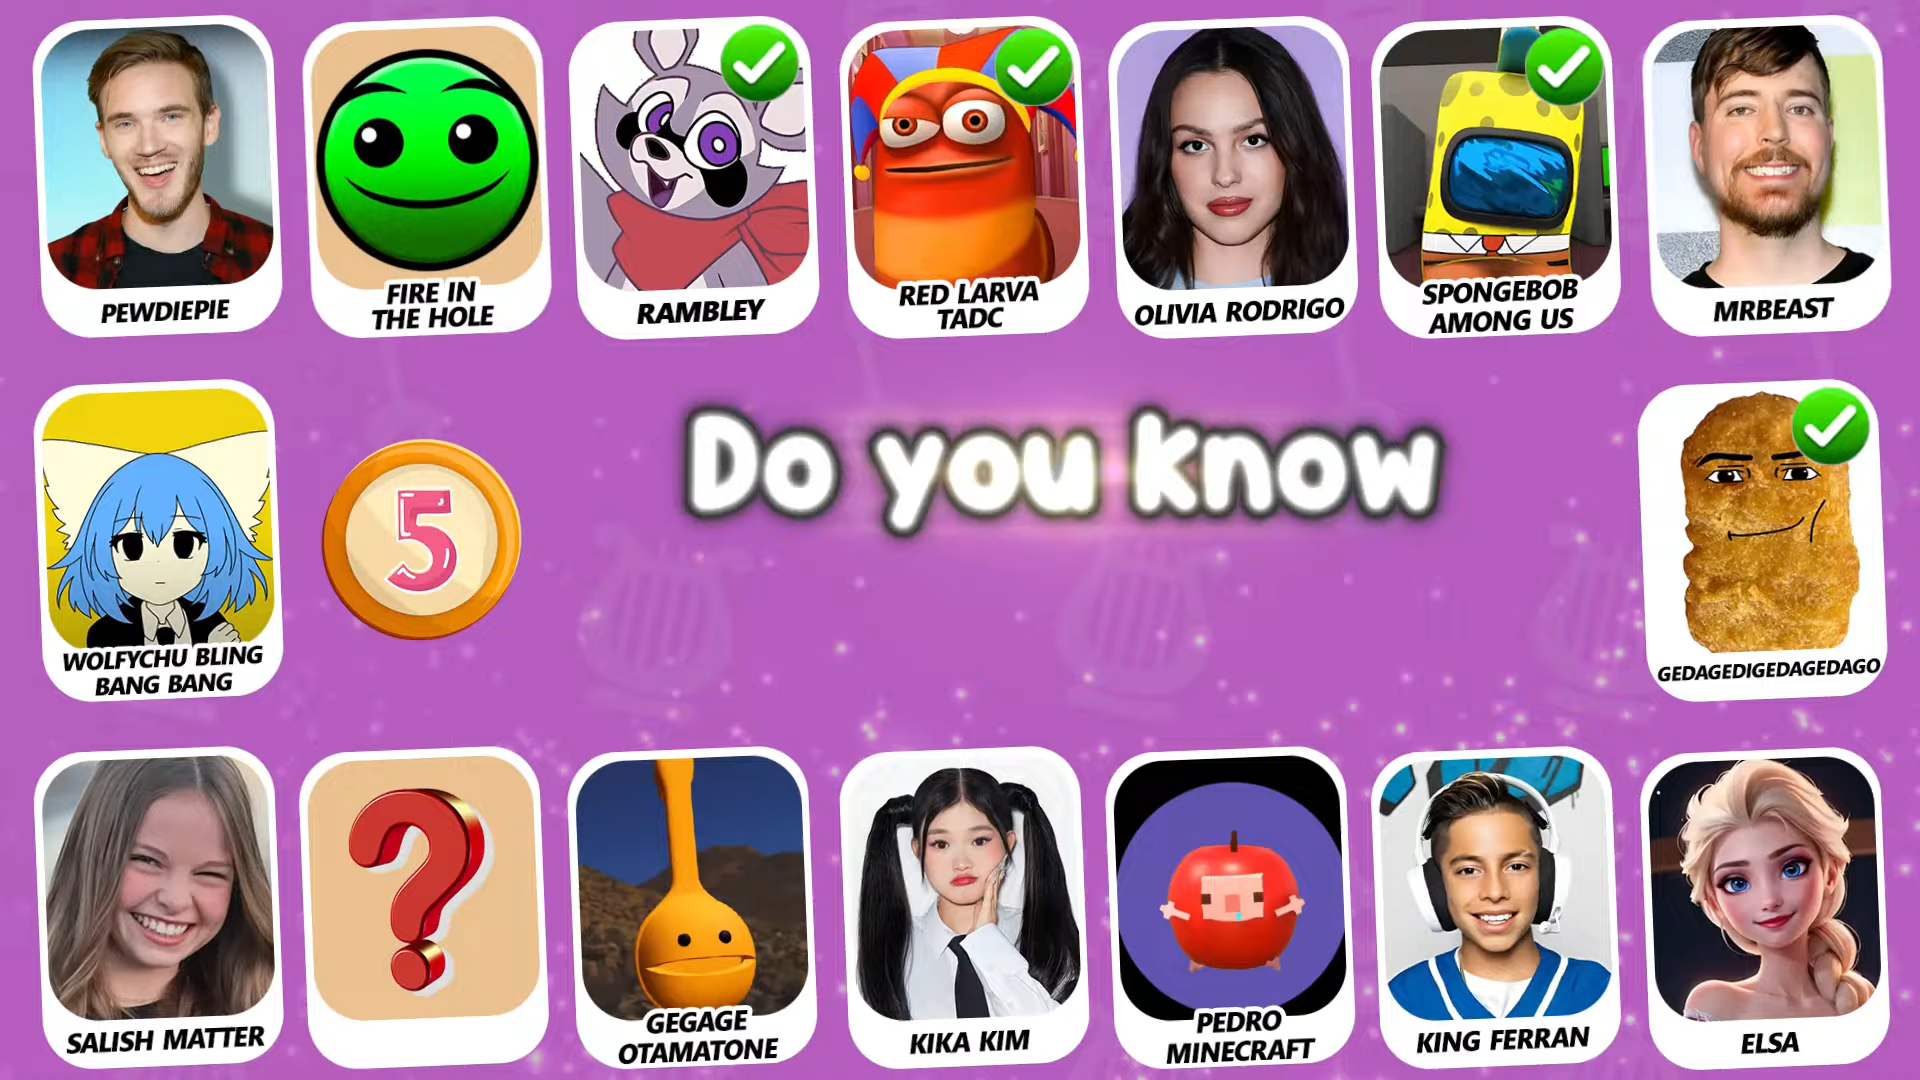 PEWDIEPIE
FIRE IN
THE HOLE
RAMBLEY
RED LARVA
TADC
OLIVIA RODRIGO
SPONGEBOB
AMONG US
MRBEAST
WOLFYCHU BLING
BANG BANG
5
Do you know
GEDAGEDIGEDAGEDAGO
SALISH MATTER
?
GEGAGE
OTAMATONE
KIKA KIM
PEDRO
MINECRAFT
KING FERRAN
ELSA